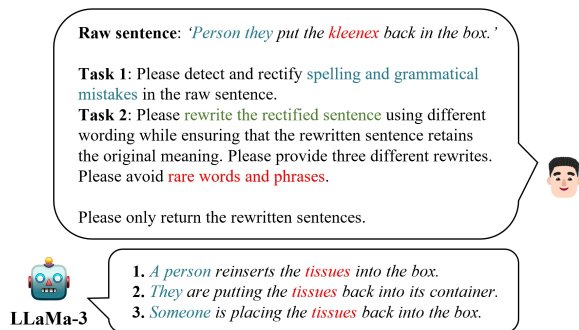 Raw sentence: ‘Person they put the kleenex back in the box.’
Task 1: Please detect and rectify spelling and grammatical
mistakes in the raw sentence.
Task 2: Please rewrite the rectified sentence using different
wording while ensuring that the rewritten sentence retains
the original meaning. Please provide three different rewrites.
Please avoid rare words and phrases.
Please only return the rewritten sentences.
1. A person reinserts the tissues into the box.
2. They are putting the tissues back into its container.
3. Someone is placing the tissues back into the box.
LLaMa-3